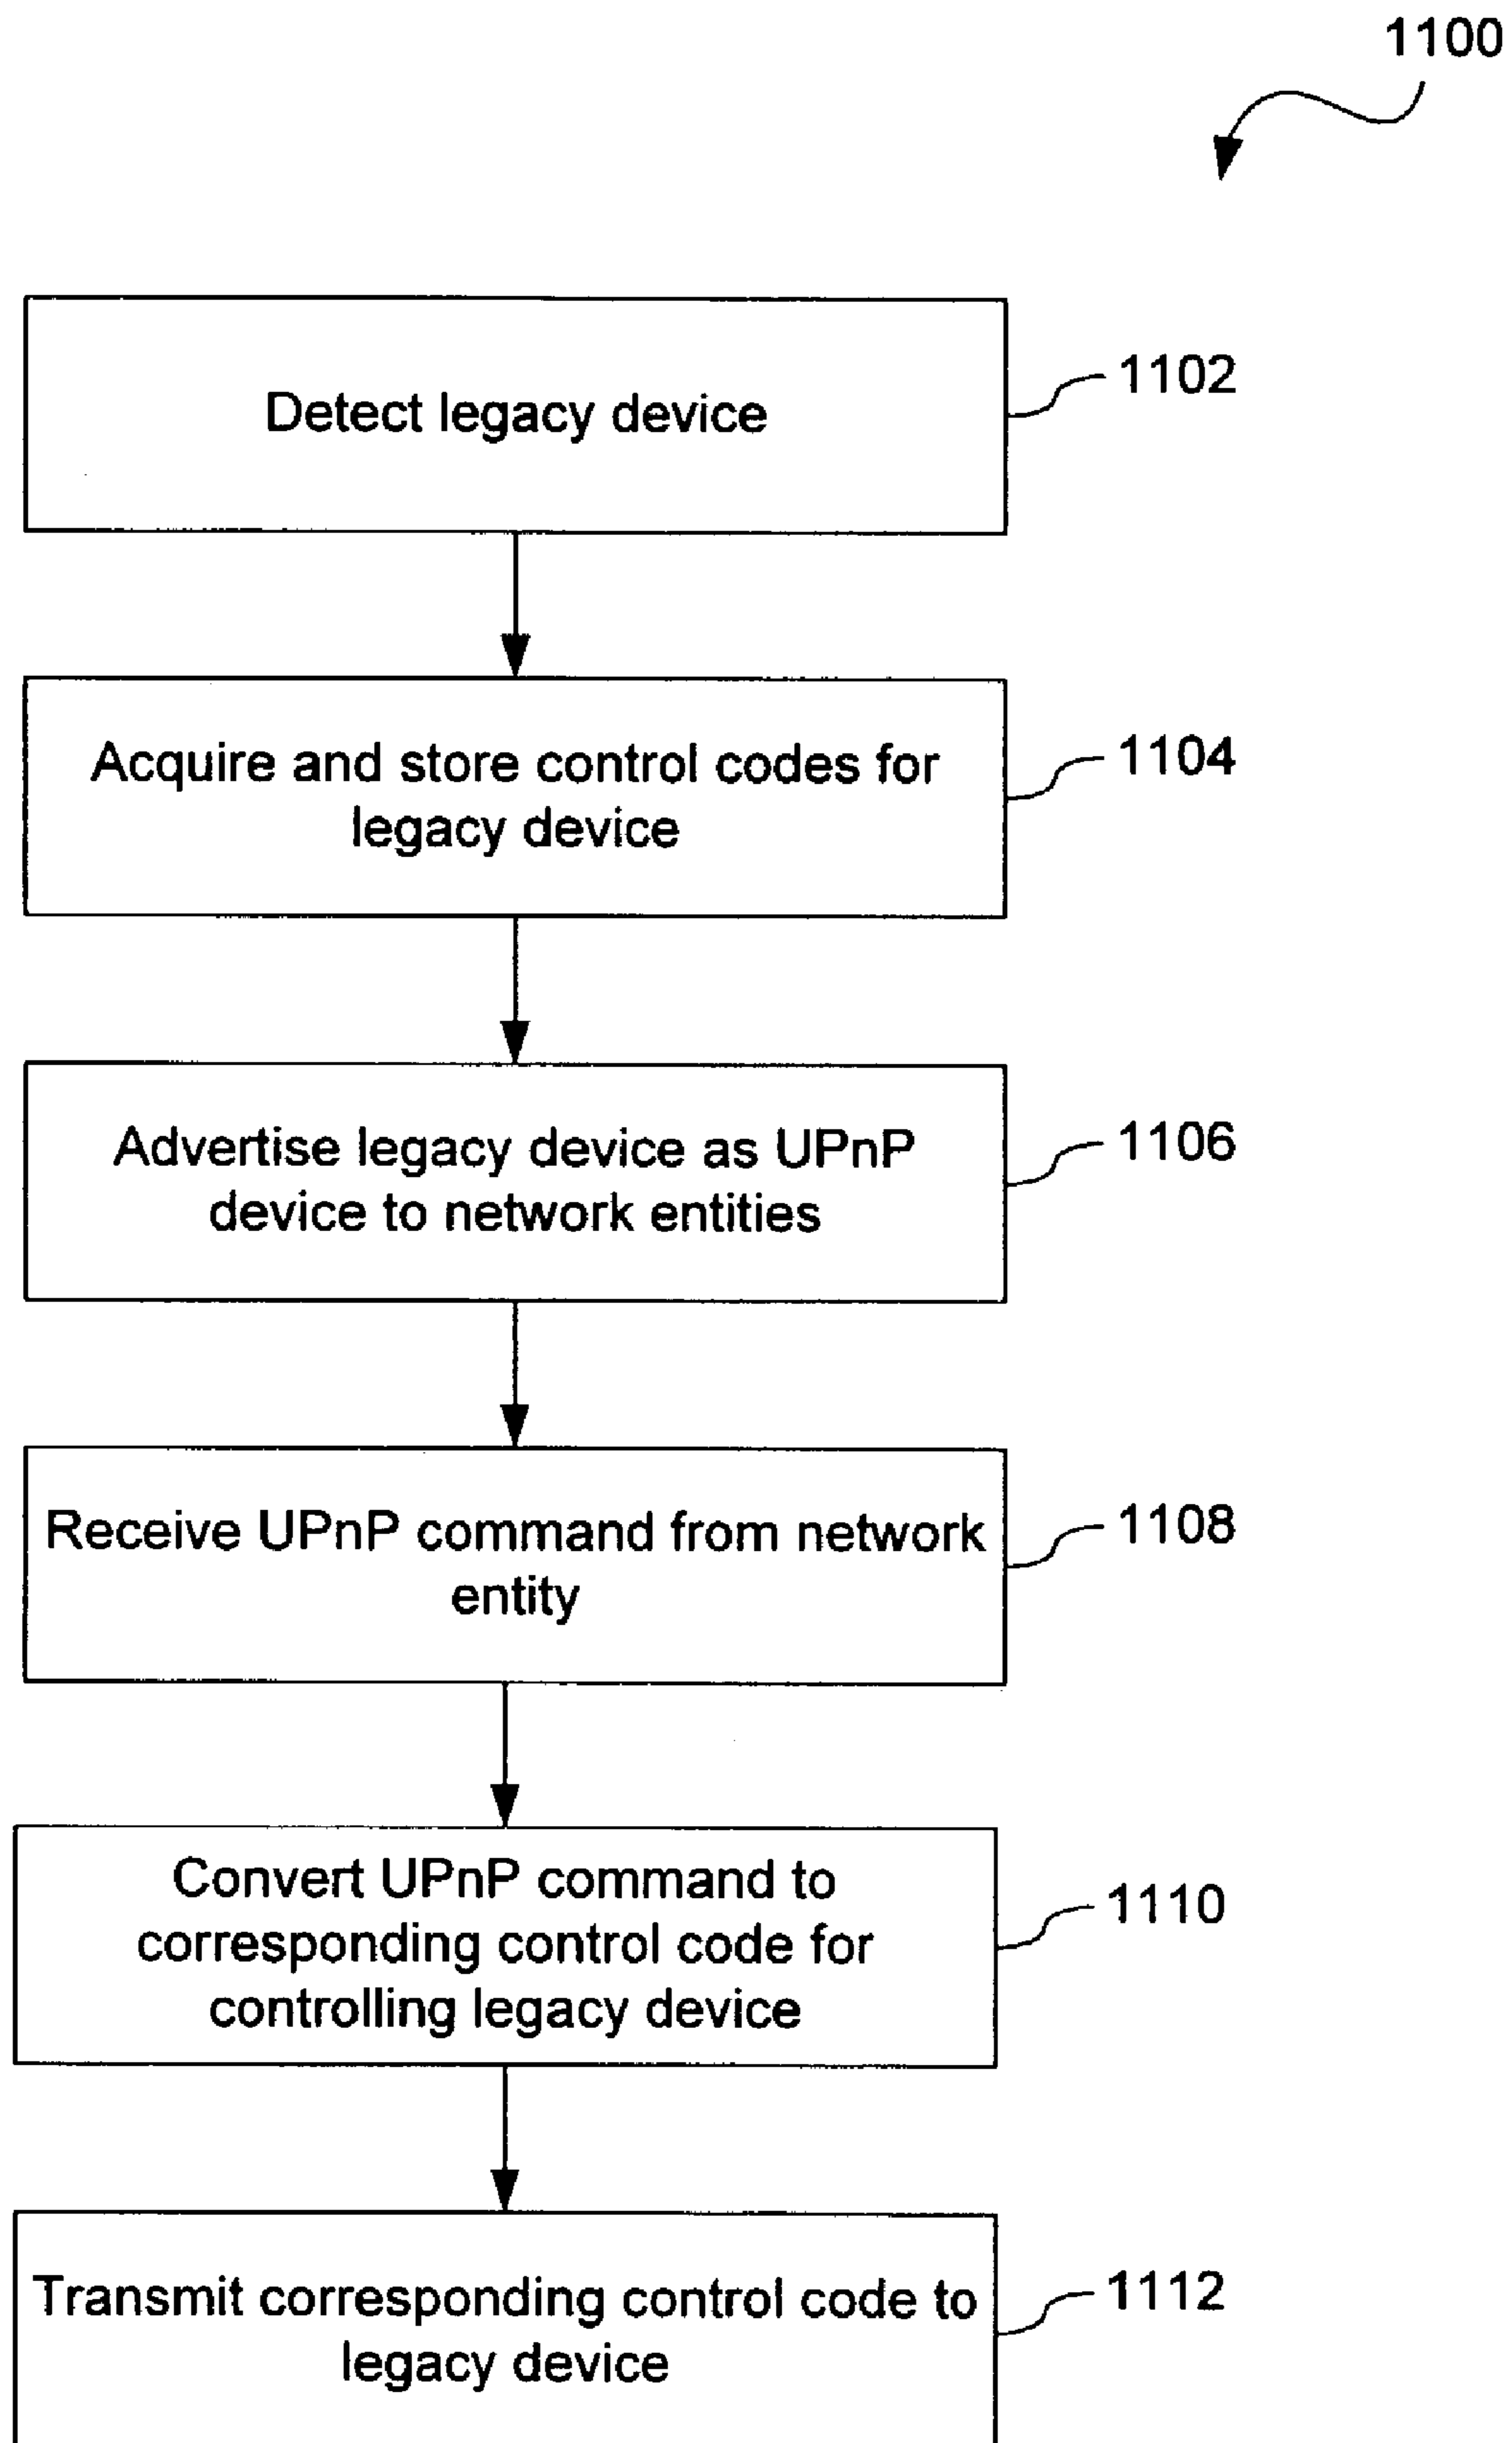 1100
Detect legacy device
1102
Acquire and store control codes for
legacy device
1104
Advertise legacy device as UPnP
device to network entities
1106
Receive UPnP command from network
entity
1108
Convert UPnP command to
corresponding control code for
controlling legacy device
1110
Transmit corresponding control code to
legacy device
1112